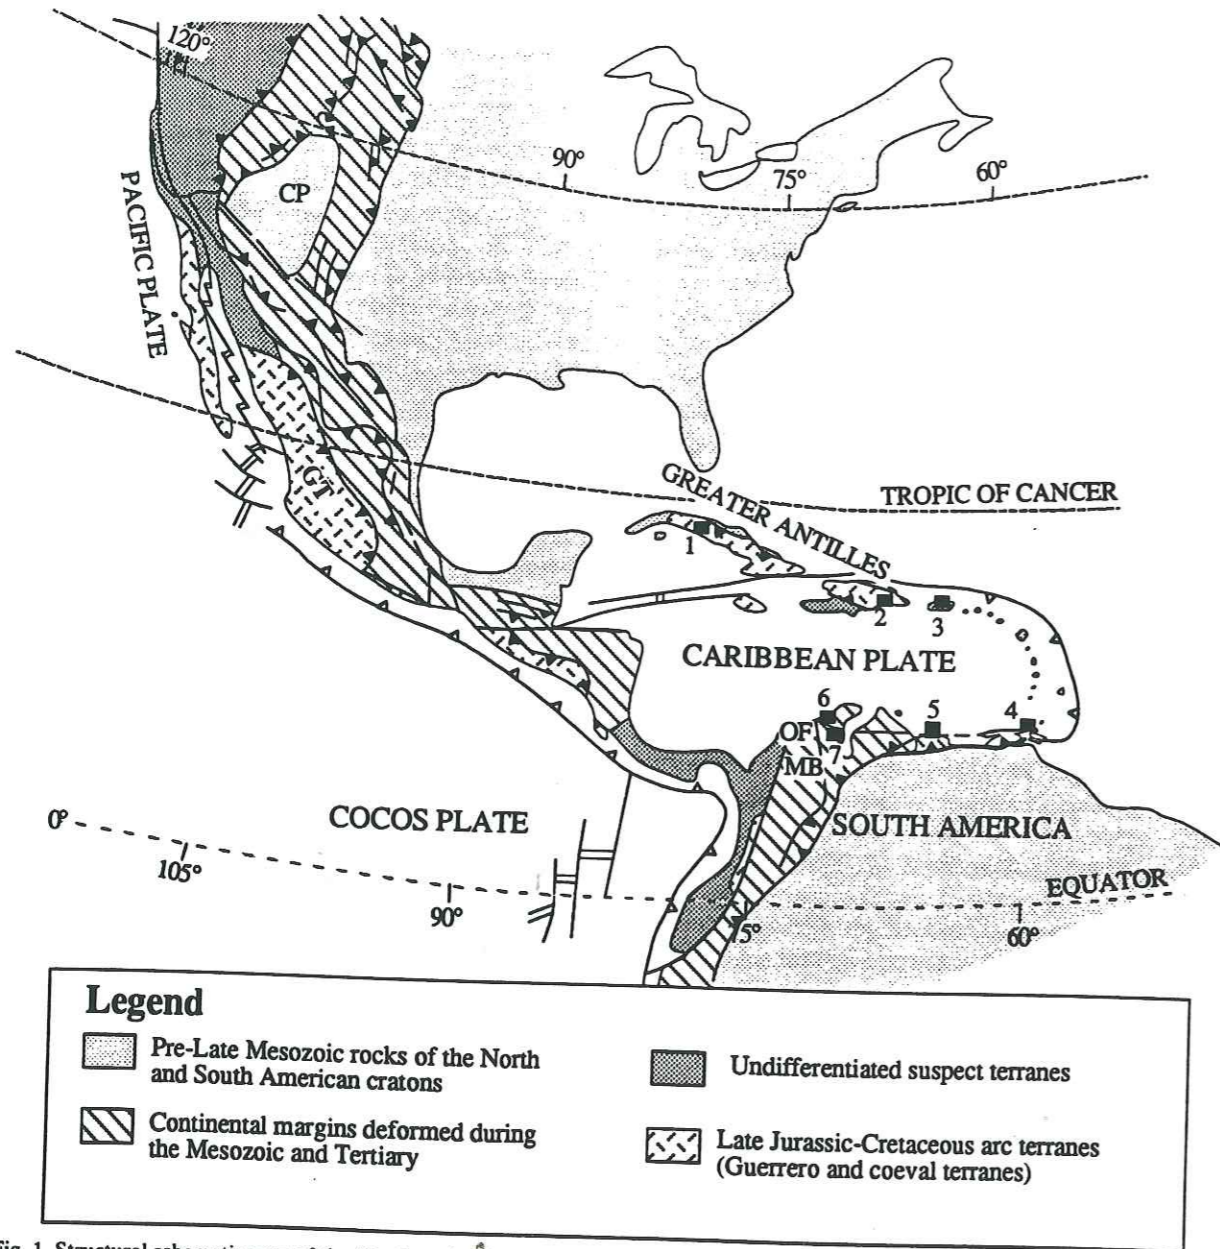 120°
90°
75°
60°
CP
PACIFIC PLATE
GT
GREATER ANTILLES
TROPIC OF CANCER
1
2
3
CARIBBEAN PLATE
6
5
4
OF
7
MB
COCOS PLATE
SOUTH AMERICA
0°
105°
90°
EQUATOR
75°
60°
Legend
Pre-Late Mesozoic rocks of the North
and South American cratons
Undifferentiated suspect terranes
Continental margins deformed during
the Mesozoic and Tertiary
Late Jurassic-Cretaceous arc terranes
(Guerrero and coeval terranes)